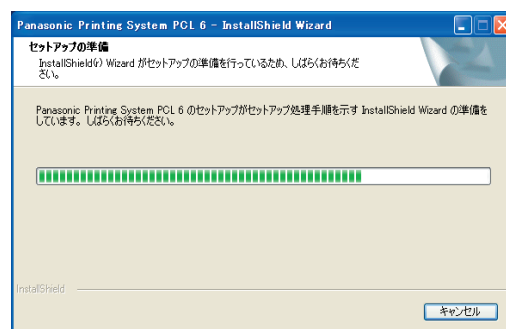 Panasonic Printing System PCL 6 - InstallShield Wizard
セットアップの準備
InstallShield(r) Wizard がセットアップの準備を行っているため、しばらくお待ちくだ
さい。
Panasonic Printing System PCL 6 のセットアップがセットアップ処理手順を示す InstallShield Wizard の準備を
しています。しばらくお待ちください。
InstallShield
キャンセル